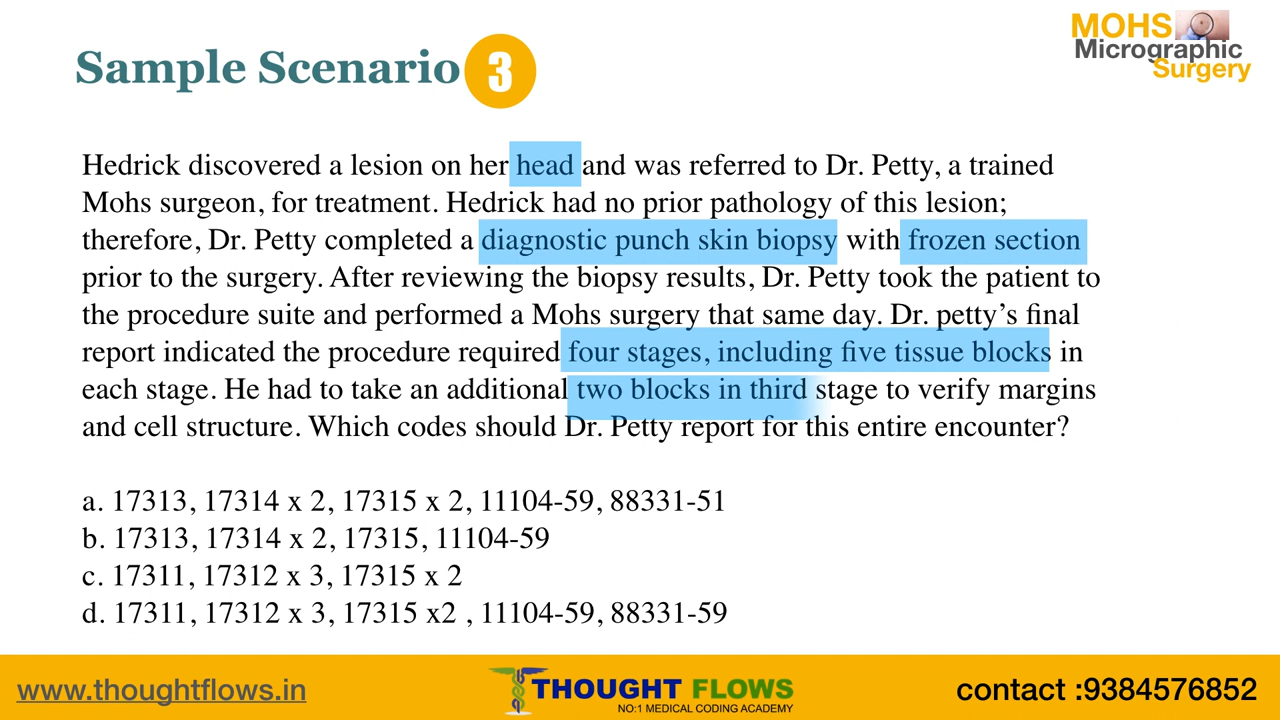 Sample Scenario 3
MOHS
Micrographic
Surgery
Hedrick discovered a lesion on her head and was referred to Dr. Petty, a trained
Mohs surgeon, for treatment. Hedrick had no prior pathology of this lesion;
therefore, Dr. Petty completed a diagnostic punch skin biopsy with frozen section
prior to the surgery. After reviewing the biopsy results, Dr. Petty took the patient to
the procedure suite and performed a Mohs surgery that same day. Dr. petty’s final
report indicated the procedure required four stages, including five tissue blocks in
each stage. He had to take an additional two blocks in third stage to verify margins
and cell structure. Which codes should Dr. Petty report for this entire encounter?
a. 17313, 17314 x 2, 17315 x 2, 11104-59, 88331-51
b. 17313, 17314 x 2, 17315, 11104-59
c. 17311, 17312 x 3, 17315 x 2
d. 17311, 17312 x 3, 17315 x2 , 11104-59, 88331-59
www.thoughtflows.in
THOUGHT FLOWS
NO:1 MEDICAL CODING ACADEMY
contact :9384576852